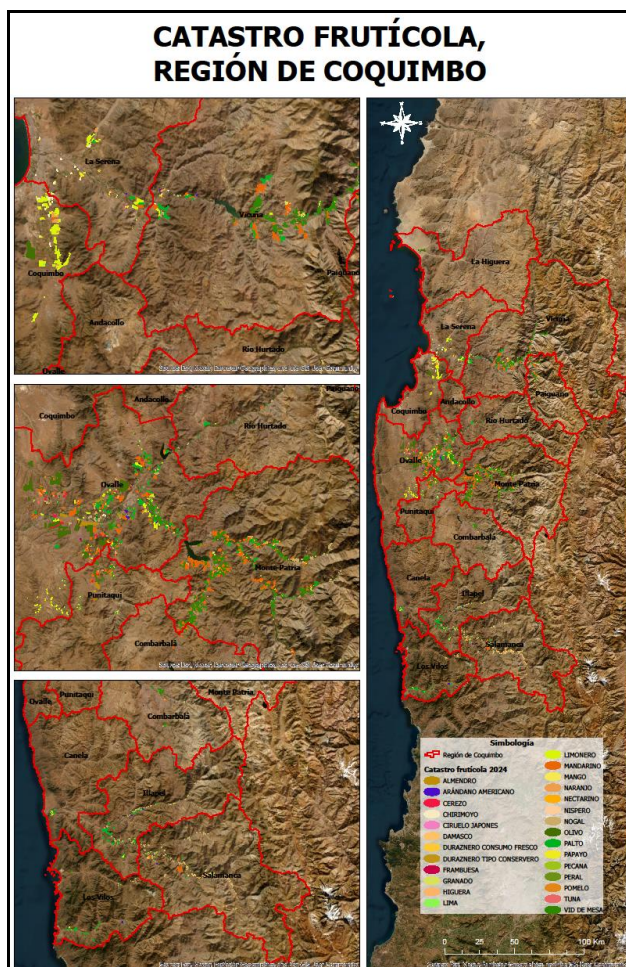 CATASTRO FRUTÍCOLA,
REGIÓN DE COQUIMBO
La Serena
Vicuña
Coquimbo
Paiguano
Andacollo
Río Hurtado
Ovalle
Coquimbo
Andacollo
Paiguano
Río Hurtado
Ovalle
Monte Patria
Punitaqui
Combarbalá
Ovalle
Punitaqui
Monte Patria
Combarbalá
Canela
Illapel
Salamanca
Los Vilos
La Higuera
Vicuña
La Serena
Paiguano
Coquimbo
Andacollo
Río Hurtado
Ovalle
Monte Patria
Punitaqui
Combarbalá
Canela
Illapel
Salamanca
Los Vilos
Simbología
Región de Coquimbo
Catastro frutícola 2024
ALMENDRO
ARÁNDANO AMERICANO
CEREZO
CHIRIMOYO
CIRUELO JAPONES
DAMASCO
DURAZNERO CONSUMO FRESCO
DURAZNERO TIPO CONSERVERO
FRAMBUESA
GRANADO
HIGUERA
LIMA
LIMONERO
MANDARINO
MANGO
NARANJO
NECTARINO
NISPERO
NOGAL
OLIVO
PALTO
PAPAYO
PECANA
PERAL
POMELO
TUNA
VID DE MESA
0 25 50 100 Km